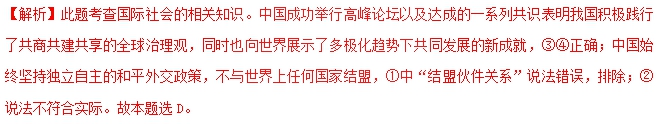 【解析】此题考查国际社会的相关知识。中国成功举行高峰论坛以及达成的一系列共识表明我国积极践行
了共商共建共享的全球治理观，同时也向世界展示了多极化趋势下共同发展的新成就，③④正确；中国始
终坚持独立自主的和平外交政策，不与世界上任何国家结盟，①中“结盟伙伴关系”说法错误，排除；②
说法不符合实际。故本题选 D。